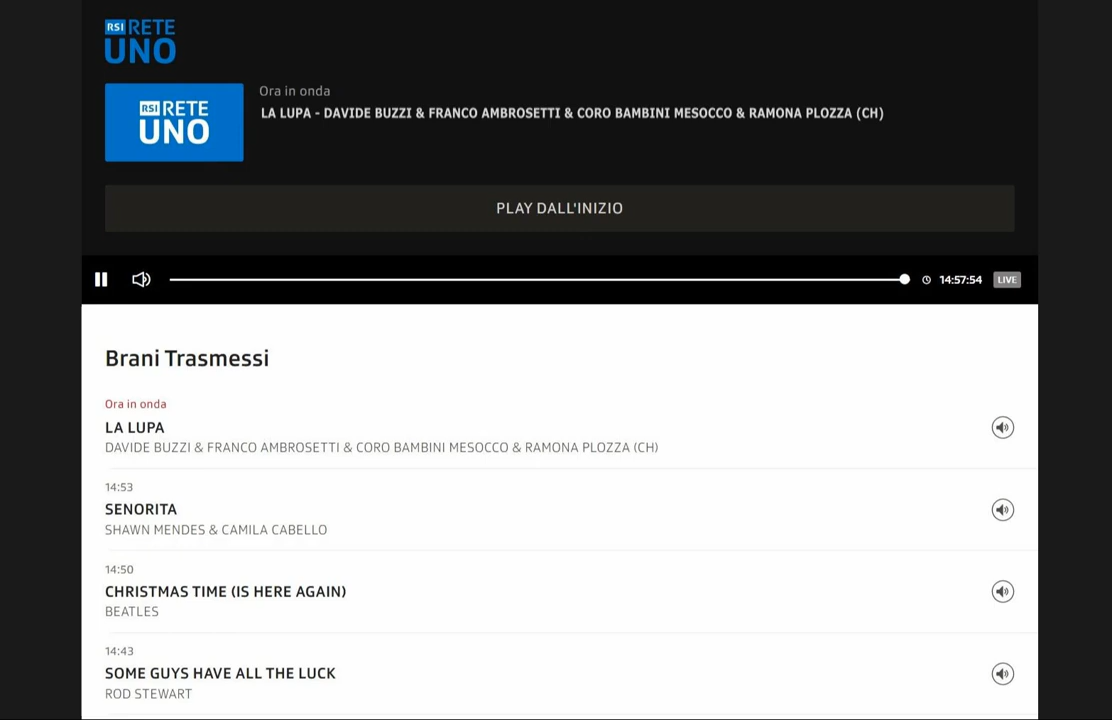 RSI RETE
UNO
RSI RETE
UNO
Ora in onda
LA LUPA - DAVIDE BUZZI & FRANCO AMBROSETTI & CORO BAMBINI MESOCCO & RAMONA PLOZZA (CH)
PLAY DALL'INIZIO
14:57:54 LIVE
Brani Trasmessi
Ora in onda
LA LUPA
DAVIDE BUZZI & FRANCO AMBROSETTI & CORO BAMBINI MESOCCO & RAMONA PLOZZA (CH)
14:53
SENORITA
SHAWN MENDES & CAMILA CABELLO
14:50
CHRISTMAS TIME (IS HERE AGAIN)
BEATLES
14:43
SOME GUYS HAVE ALL THE LUCK
ROD STEWART